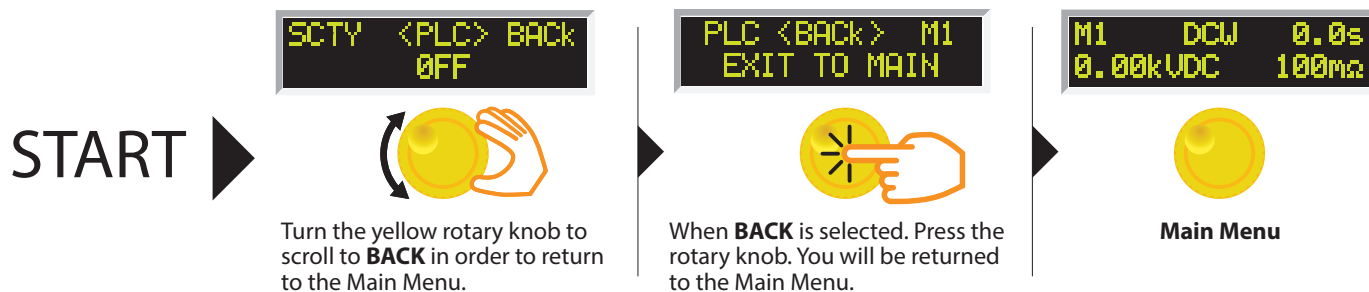 START
SCTY <PLC> BACk
0FF
Turn the yellow rotary knob to
scroll to BACK in order to return
to the Main Menu.
PLC <BACk> M1
EXIT TO MAIN
When BACK is selected. Press the
rotary knob. You will be returned
to the Main Menu.
M1 DCW 0.0s
0.00kVDC 100mΩ
Main Menu